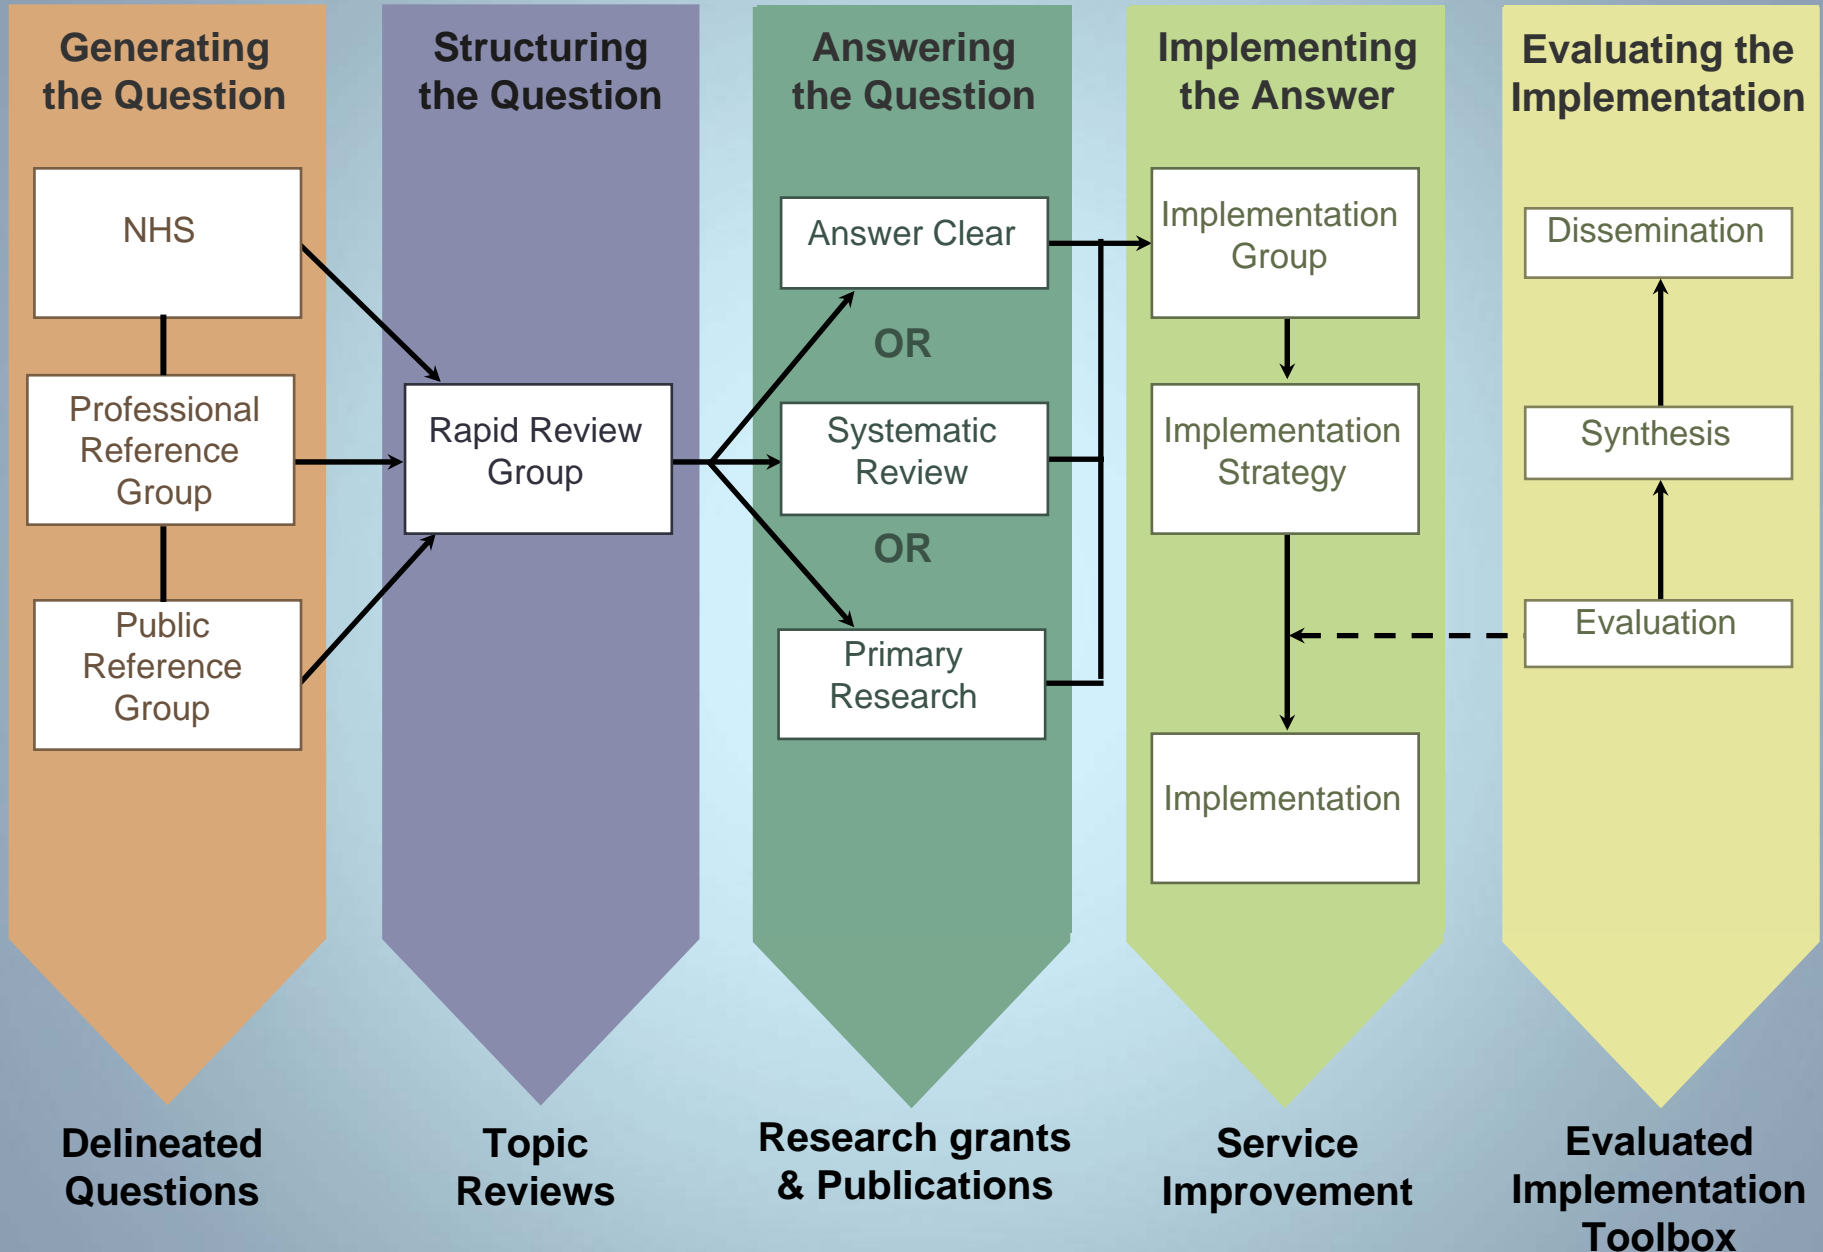 Generating
the Question
Structuring
the Question
Answering
the Question
Implementing
the Answer
Evaluating the
Implementation
NHS
Professional
Reference
Group
Public
Reference
Group
Rapid Review
Group
Answer Clear
OR
Systematic
Review
OR
Primary
Research
Implementation
Group
Implementation
Strategy
Implementation
Dissemination
Synthesis
Evaluation
Delineated
Questions
Topic
Reviews
Research grants
& Publications
Service
Improvement
Evaluated
Implementation
Toolbox